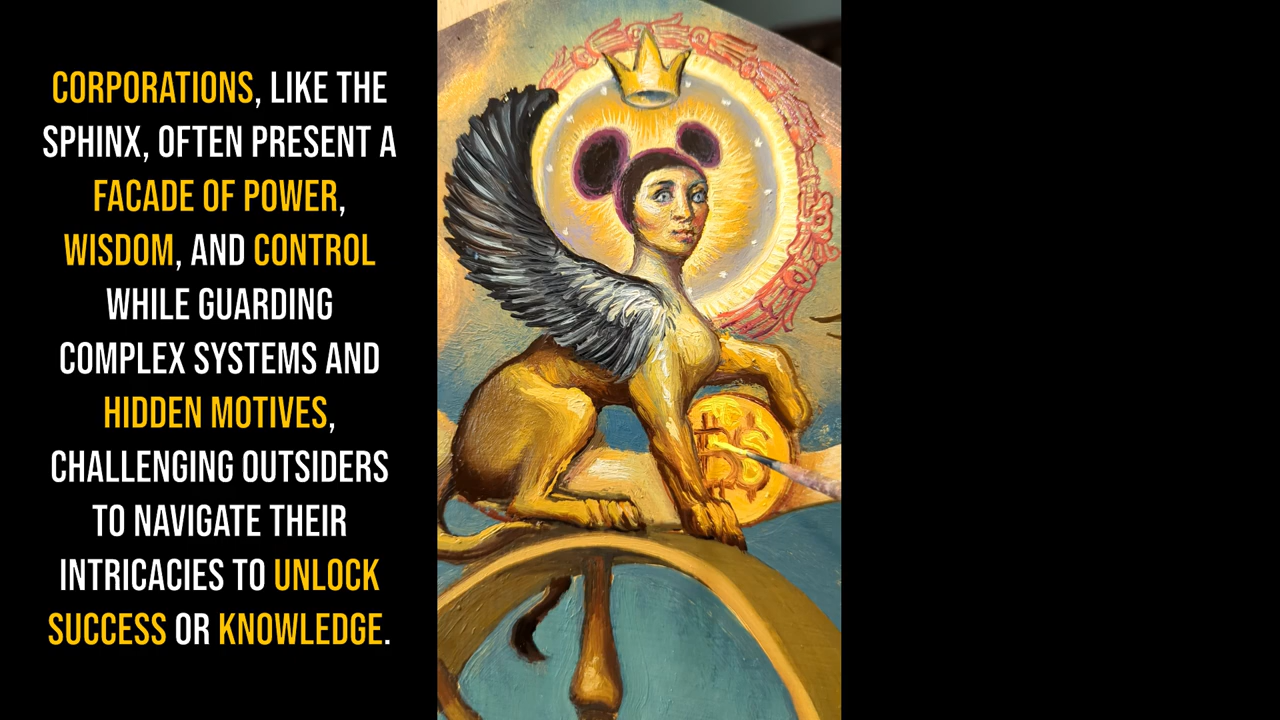 CORPORATIONS, LIKE THE
SPHINX, OFTEN PRESENT A
FACADE OF POWER,
WISDOM, AND CONTROL
WHILE GUARDING
COMPLEX SYSTEMS AND
HIDDEN MOTIVES,
CHALLENGING OUTSIDERS
TO NAVIGATE THEIR
INTRICACIES TO UNLOCK
SUCCESS OR KNOWLEDGE.